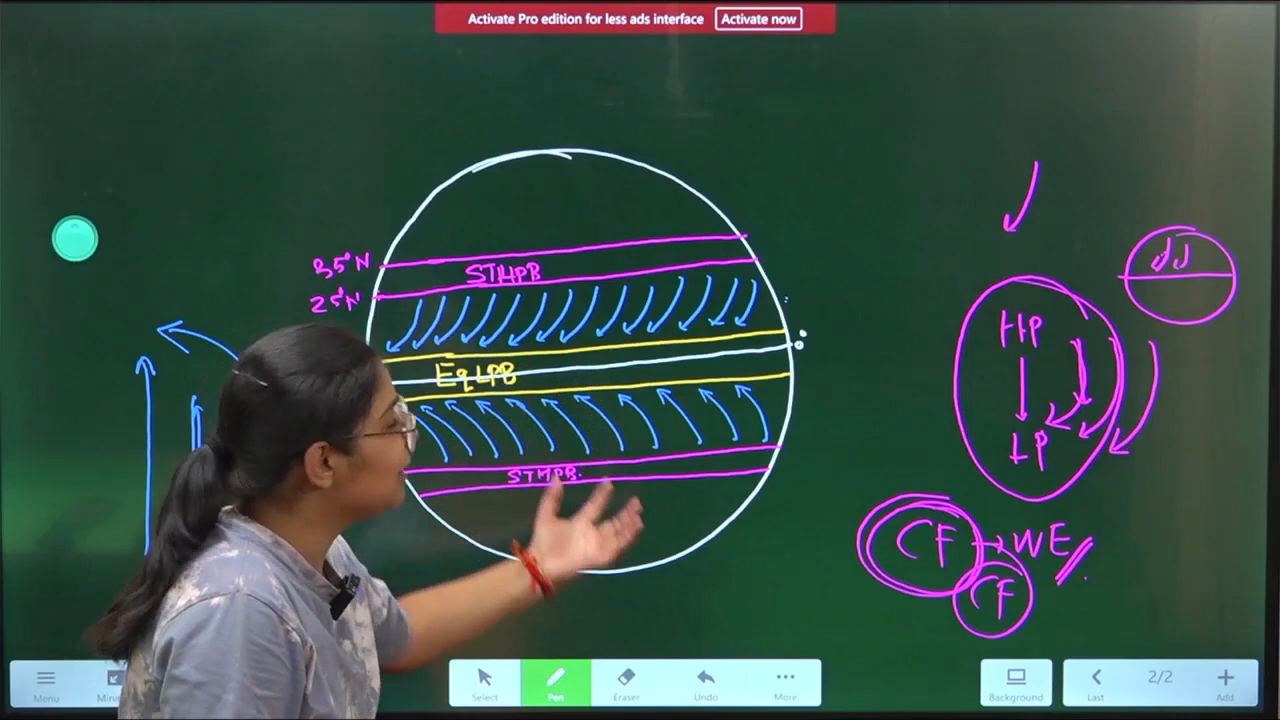 Activate Pro edition for less ads interface Activate now
35°N
STHPB
25°N
EqLPB
STHPB.
HP
LP
CF → WE
CF
Menu
Select
Pen
Eraser
Undo
More
Background
Last
2/2
Add